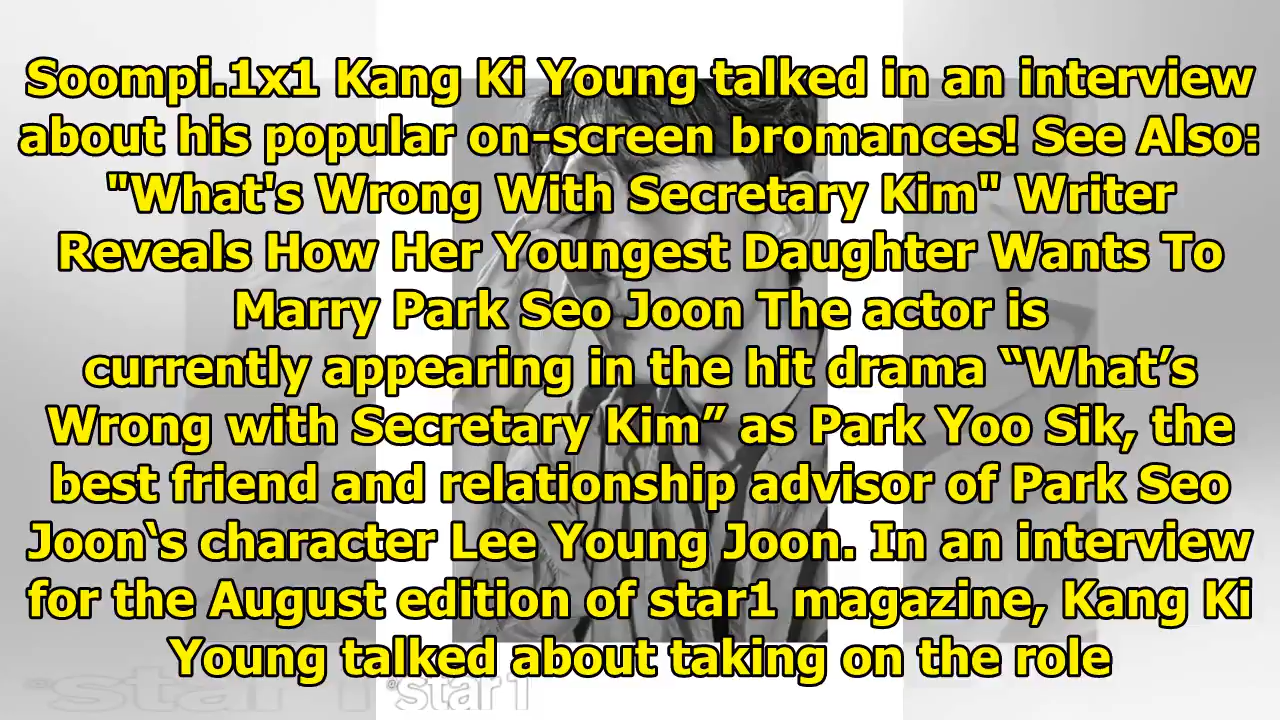 Soompi.1x1 Kang Ki Young talked in an interview
about his popular on-screen bromances! See Also:
"What's Wrong With Secretary Kim" Writer
Reveals How Her Youngest Daughter Wants To
Marry Park Seo Joon The actor is
currently appearing in the hit drama “What’s
Wrong with Secretary Kim” as Park Yoo Sik, the
best friend and relationship advisor of Park Seo
Joon‘s character Lee Young Joon. In an interview
for the August edition of star1 magazine, Kang Ki
Young talked about taking on the role
star1
@star1